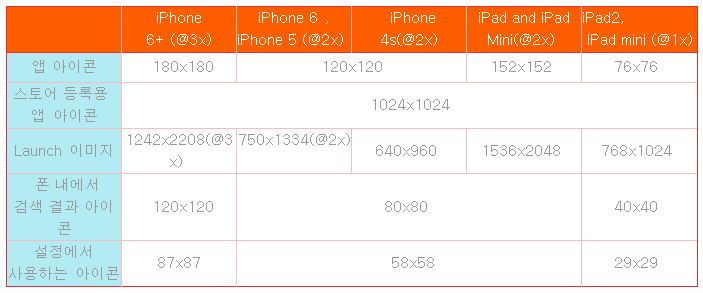 iPhone 6+ (@3x)
iPhone 6 , iPhone 5 (@2x)
iPhone 4s(@2x)
iPad and iPad Mini(@2x)
iPad2, iPad mini (@1x)
앱 아이콘
180x180
120x120
152x152
76x76
스토어 등록용
앱 아이콘
1024x1024
Launch 이미지
1242x2208(@3
x)
750x1334(@2x)
640x960
1536x2048
768x1024
폰 내에서
검색 결과 아이
콘
120x120
80x80
40x40
설정에서
사용하는 아이콘
87x87
58x58
29x29